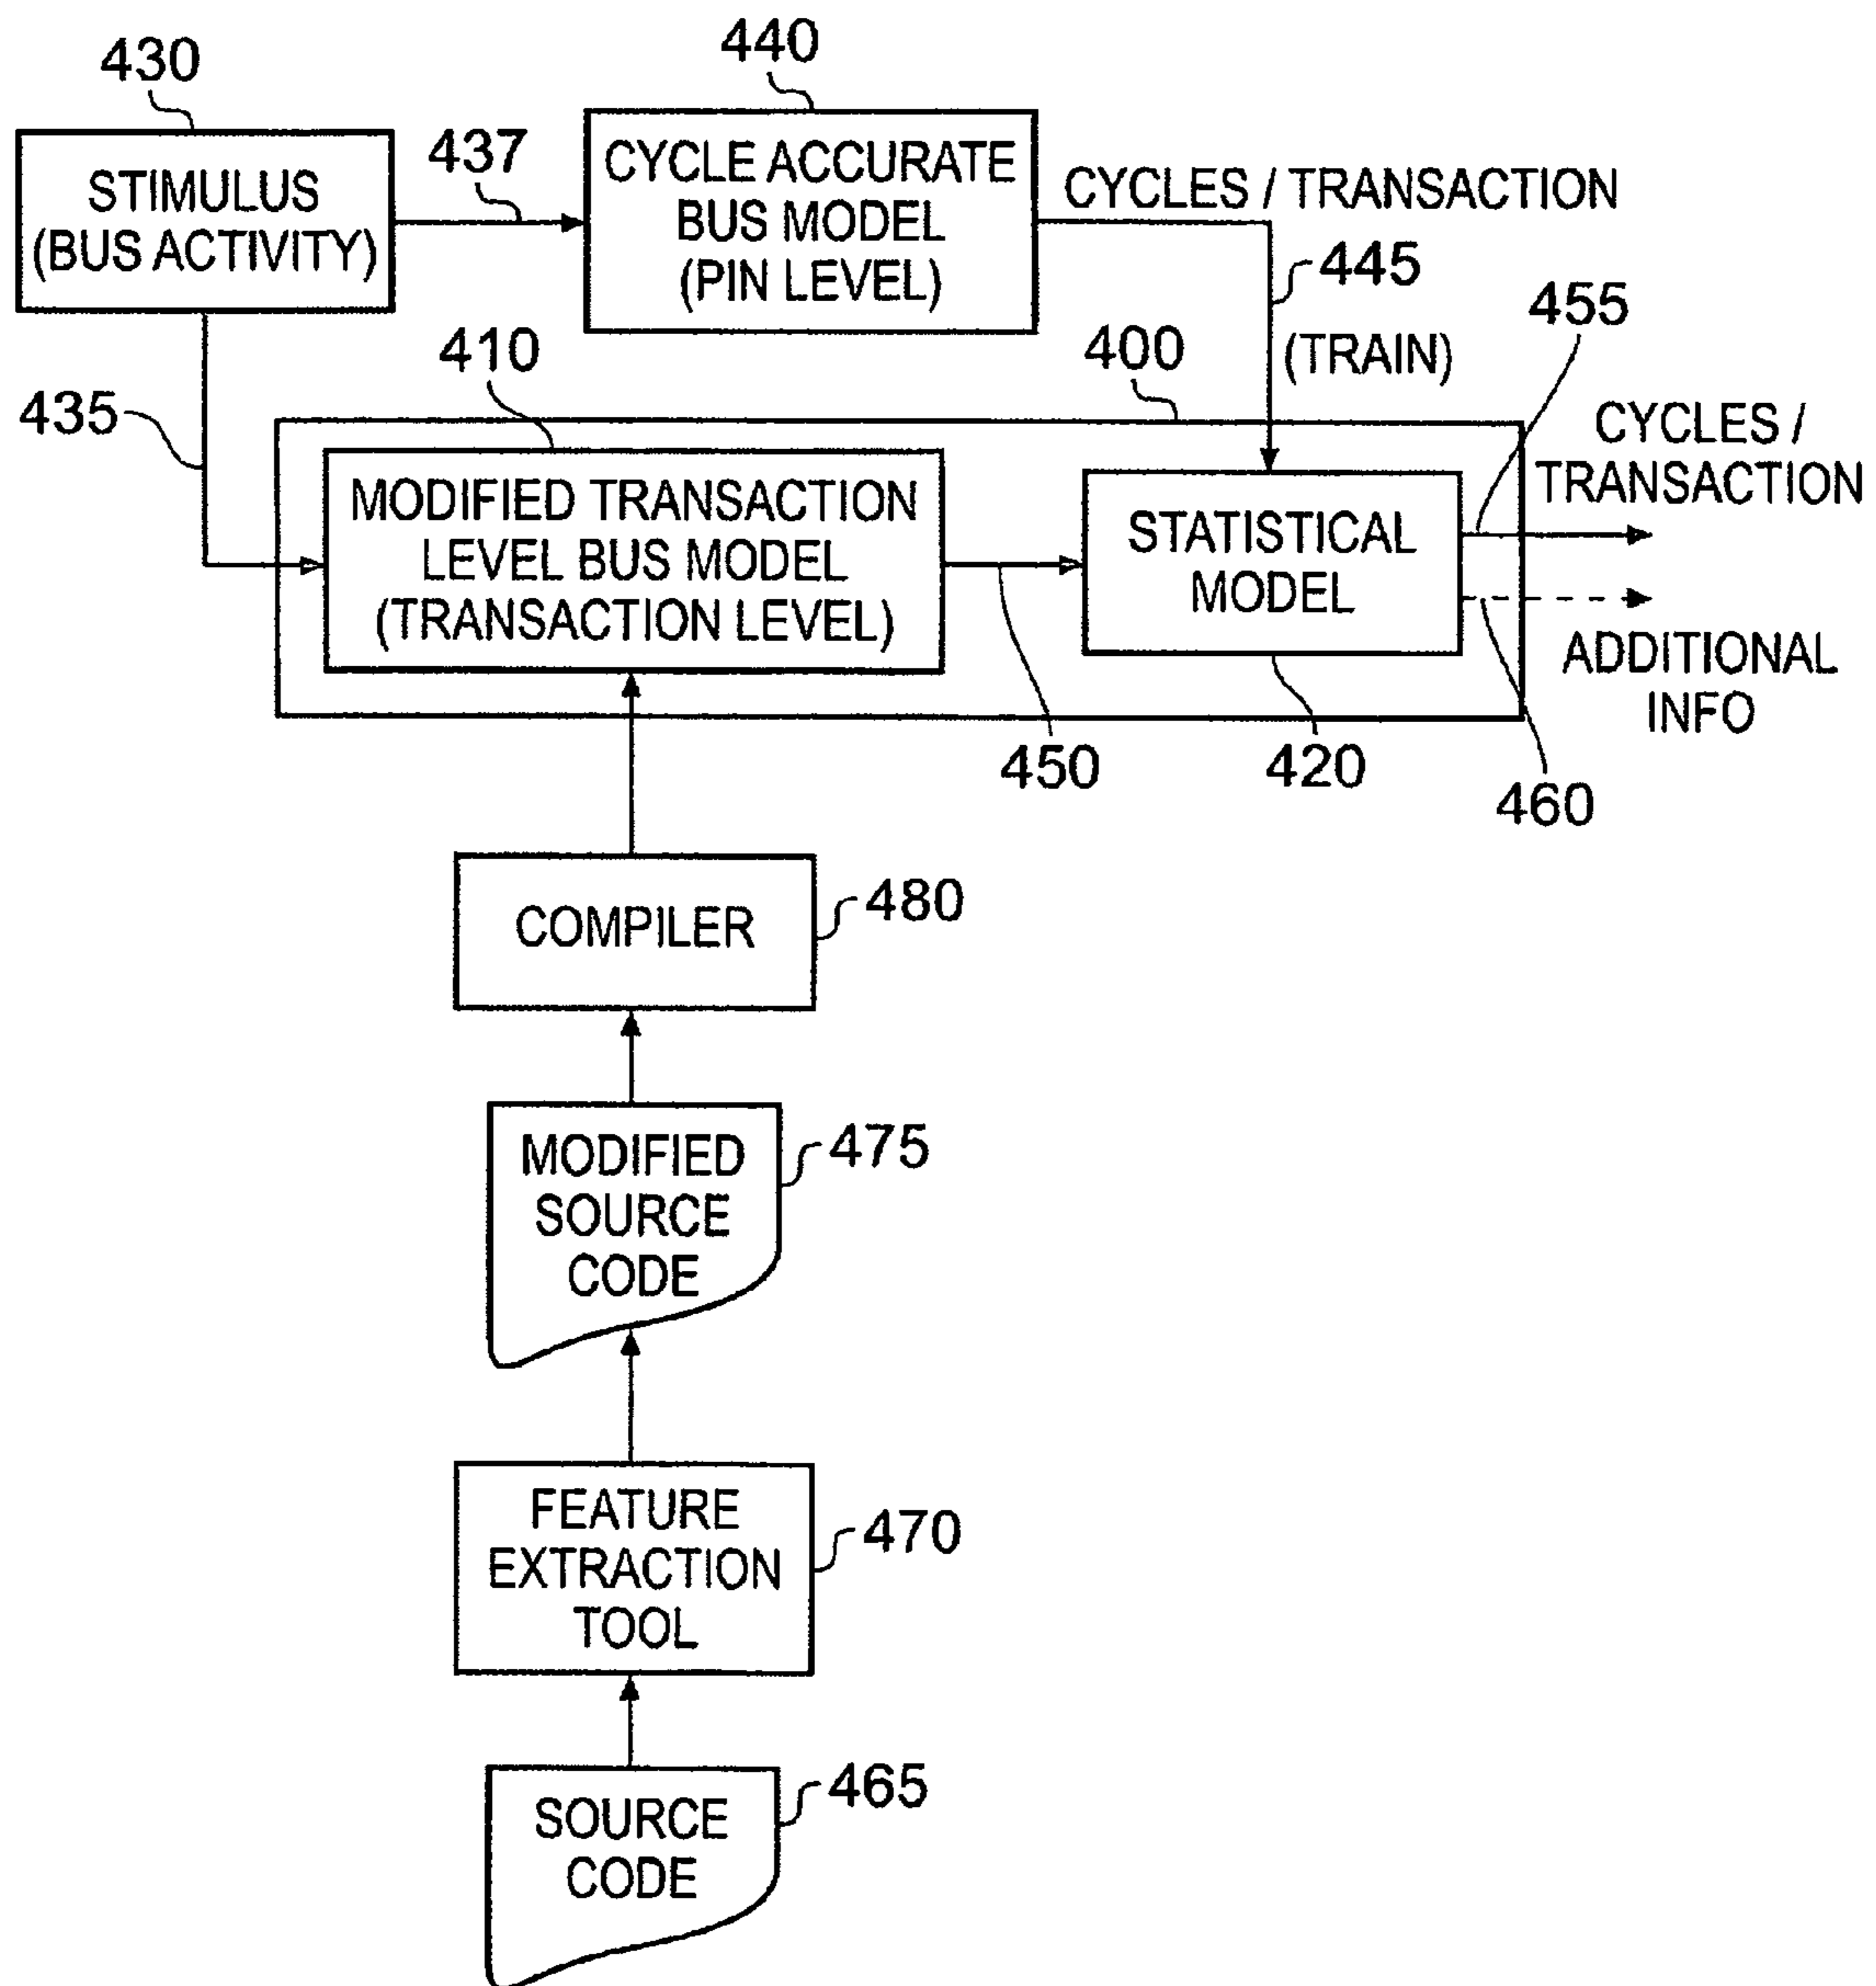 430
440
STIMULUS
(BUS ACTIVITY)
437
CYCLE ACCURATE
BUS MODEL
(PIN LEVEL)
CYCLES / TRANSACTION
445
(TRAIN)
455
410
400
435
CYCLES /
TRANSACTION
MODIFIED TRANSACTION
LEVEL BUS MODEL
(TRANSACTION LEVEL)
STATISTICAL
MODEL
ADDITIONAL
INFO
450
420
460
COMPILER
480
MODIFIED
SOURCE
CODE
475
FEATURE
EXTRACTION
TOOL
470
SOURCE
CODE
465